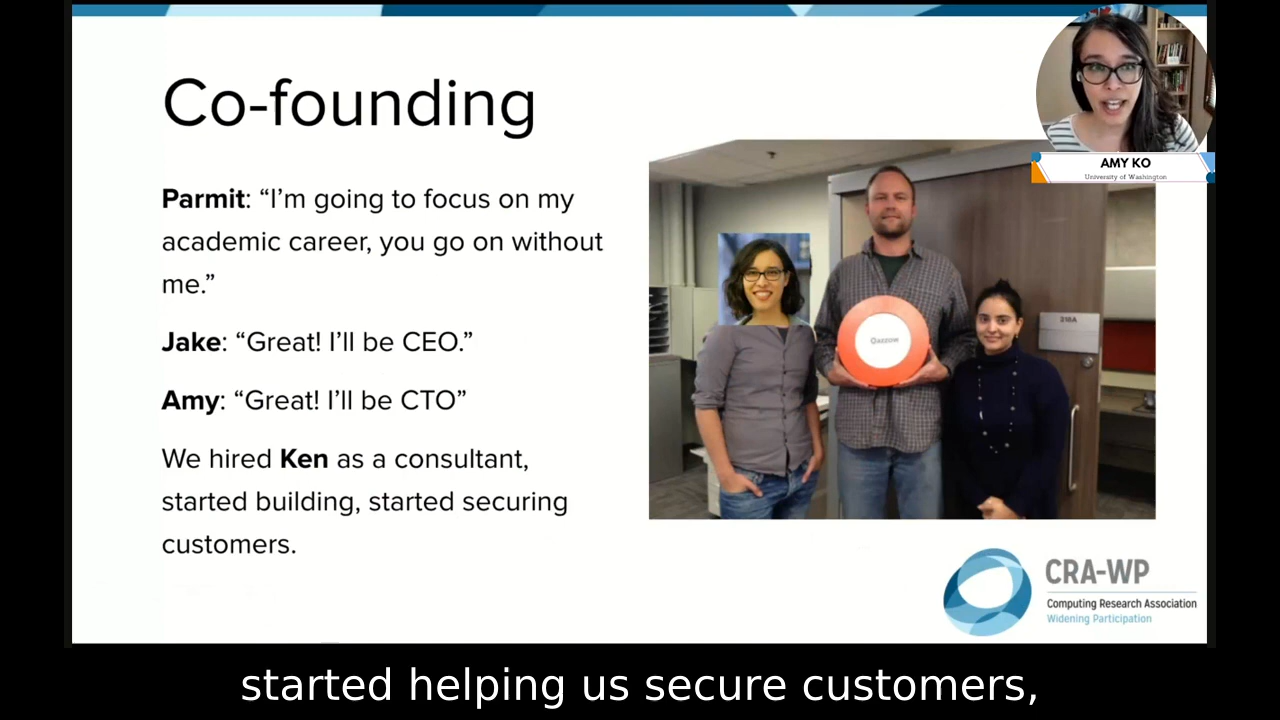 Co-founding
Parmit: “I’m going to focus on my
academic career, you go on without
me.”
Jake: “Great! I’ll be CEO.”
Amy: “Great! I’ll be CTO”
We hired Ken as a consultant,
started building, started securing
customers.
AMY KO
University of Washington
218A
CRA-WP
Computing Research Association
Widening Participation
started helping us secure customers,